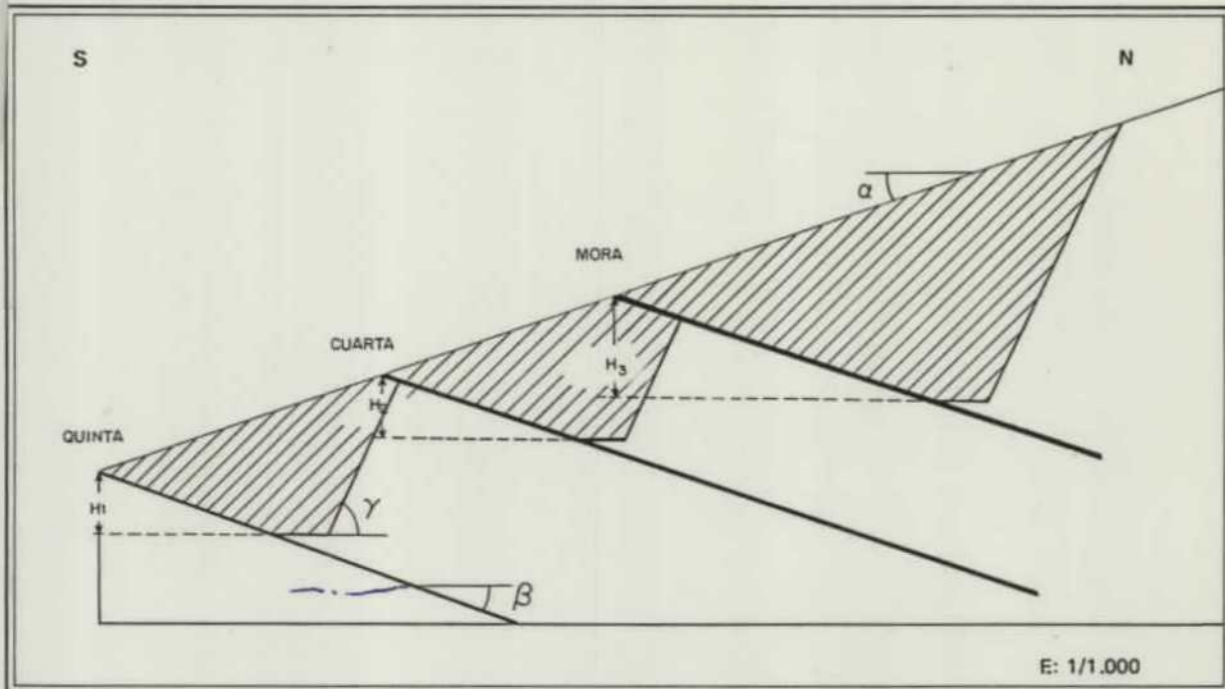 S
N
α
MORA
H3
CUARTA
H2
QUINTA
H1
γ
β
E: 1/1.000